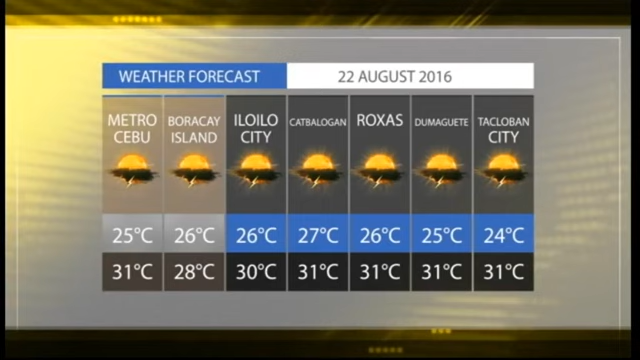 WEATHER FORECAST
22 AUGUST 2016
METRO CEBU
BORACAY ISLAND
ILOILO CITY
CATBALOGAN
ROXAS
DUMAGUETE
TACLOBAN CITY
25°C 26°C 26°C 27°C 26°C 25°C 24°C
31°C 28°C 30°C 31°C 31°C 31°C 31°C